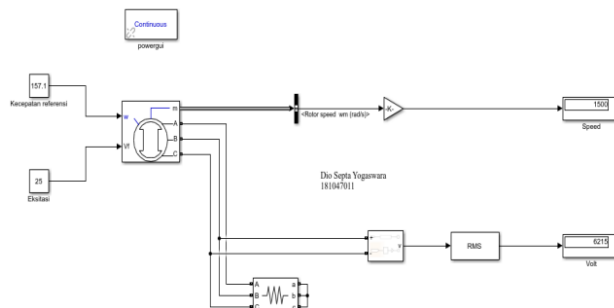 Continuous
powergui
157.1
Kecepatan referensi
w
m
A
B
C
Vf
<Rotor speed wm (rad/s)>
-K-
1500
Speed
25
Eksitasi
Dio Septa Yogaswara
181047011
+
-
v
RMS
6215
Volt
A
B
C
a
b
c